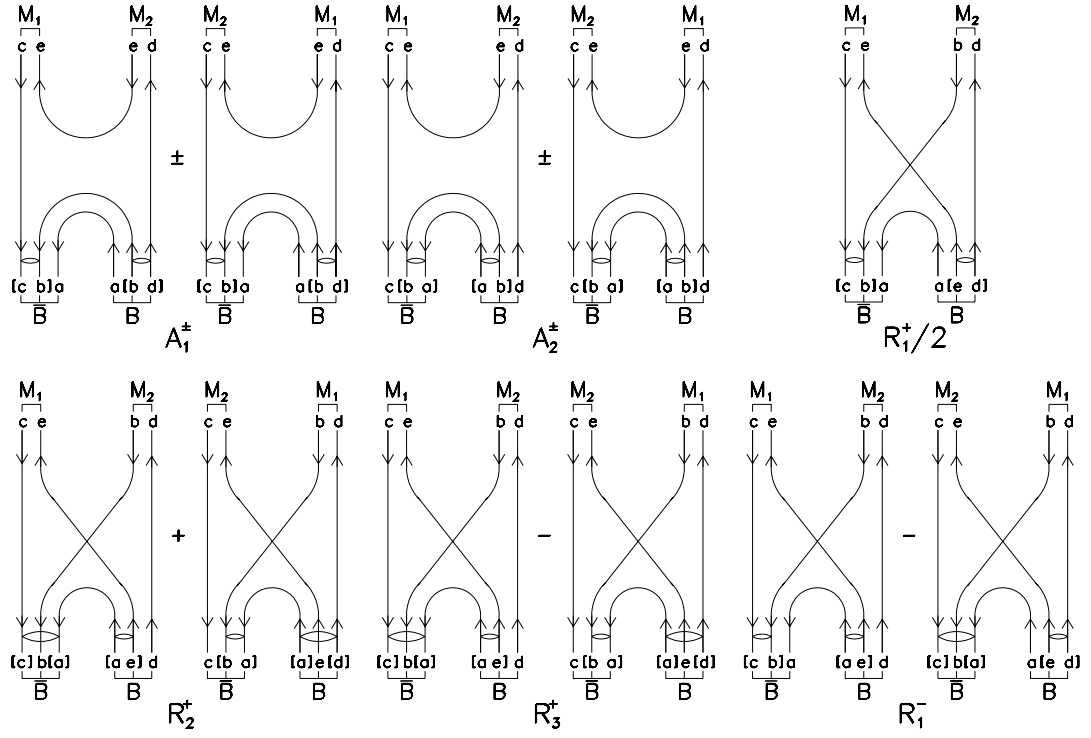 M₁ M₂ M₂ M₁ M₁ M₂ M₂ M₁ M₁ M₂
c e e d c e e d c e e d c e e d c e b d
± ±
[c b]a a[b d] [c b]a a[b d] c[b a] [a b]d c[b a] [a b]d [c b]a a[e d]
B̅ B B̅ B B̅ B B̅ B B̅ B
A₁^± A₂^± R₁⁺/2
M₁ M₂ M₂ M₁ M₁ M₂ M₂ M₁ M₁ M₂ M₂ M₁
c e b d c e b d c e b d c e b d c e b d c e b d
+ − −
[c]b[a] [a e]d c[b a] [a]e[d] [c]b[a] [a e]d c[b a] [a]e[d] [c b]a [a e]d [c]b[a] a[e d]
B̅ B B̅ B B̅ B B̅ B B̅ B B̅ B
R₂⁺ R₃⁺ R₁⁻